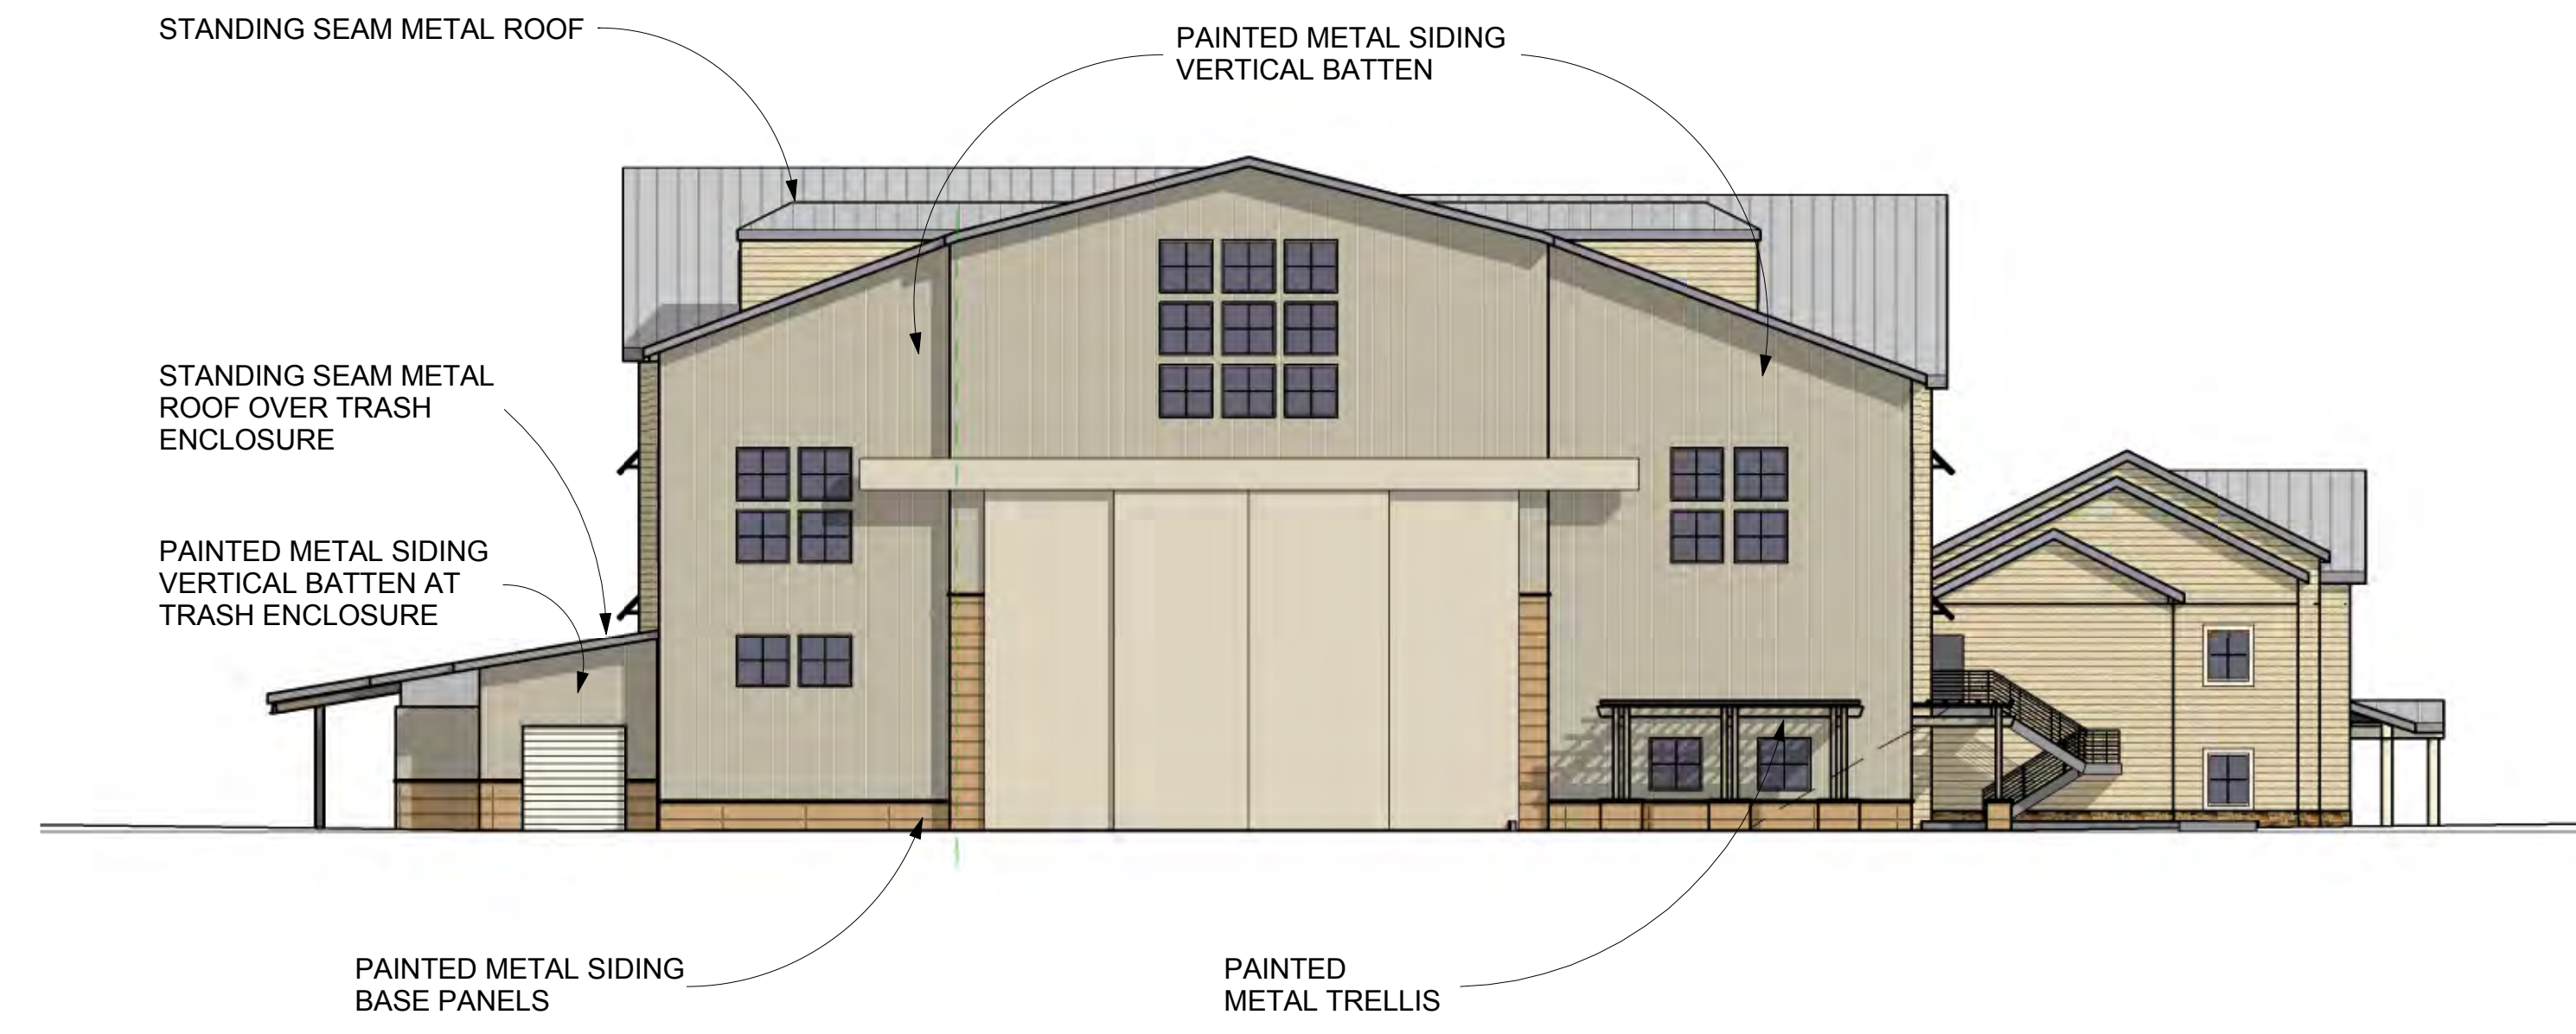 STANDING SEAM METAL ROOF
PAINTED METAL SIDING
VERTICAL BATTEN
STANDING SEAM METAL
ROOF OVER TRASH
ENCLOSURE
PAINTED METAL SIDING
VERTICAL BATTEN AT
TRASH ENCLOSURE
PAINTED METAL SIDING
BASE PANELS
PAINTED
METAL TRELLIS